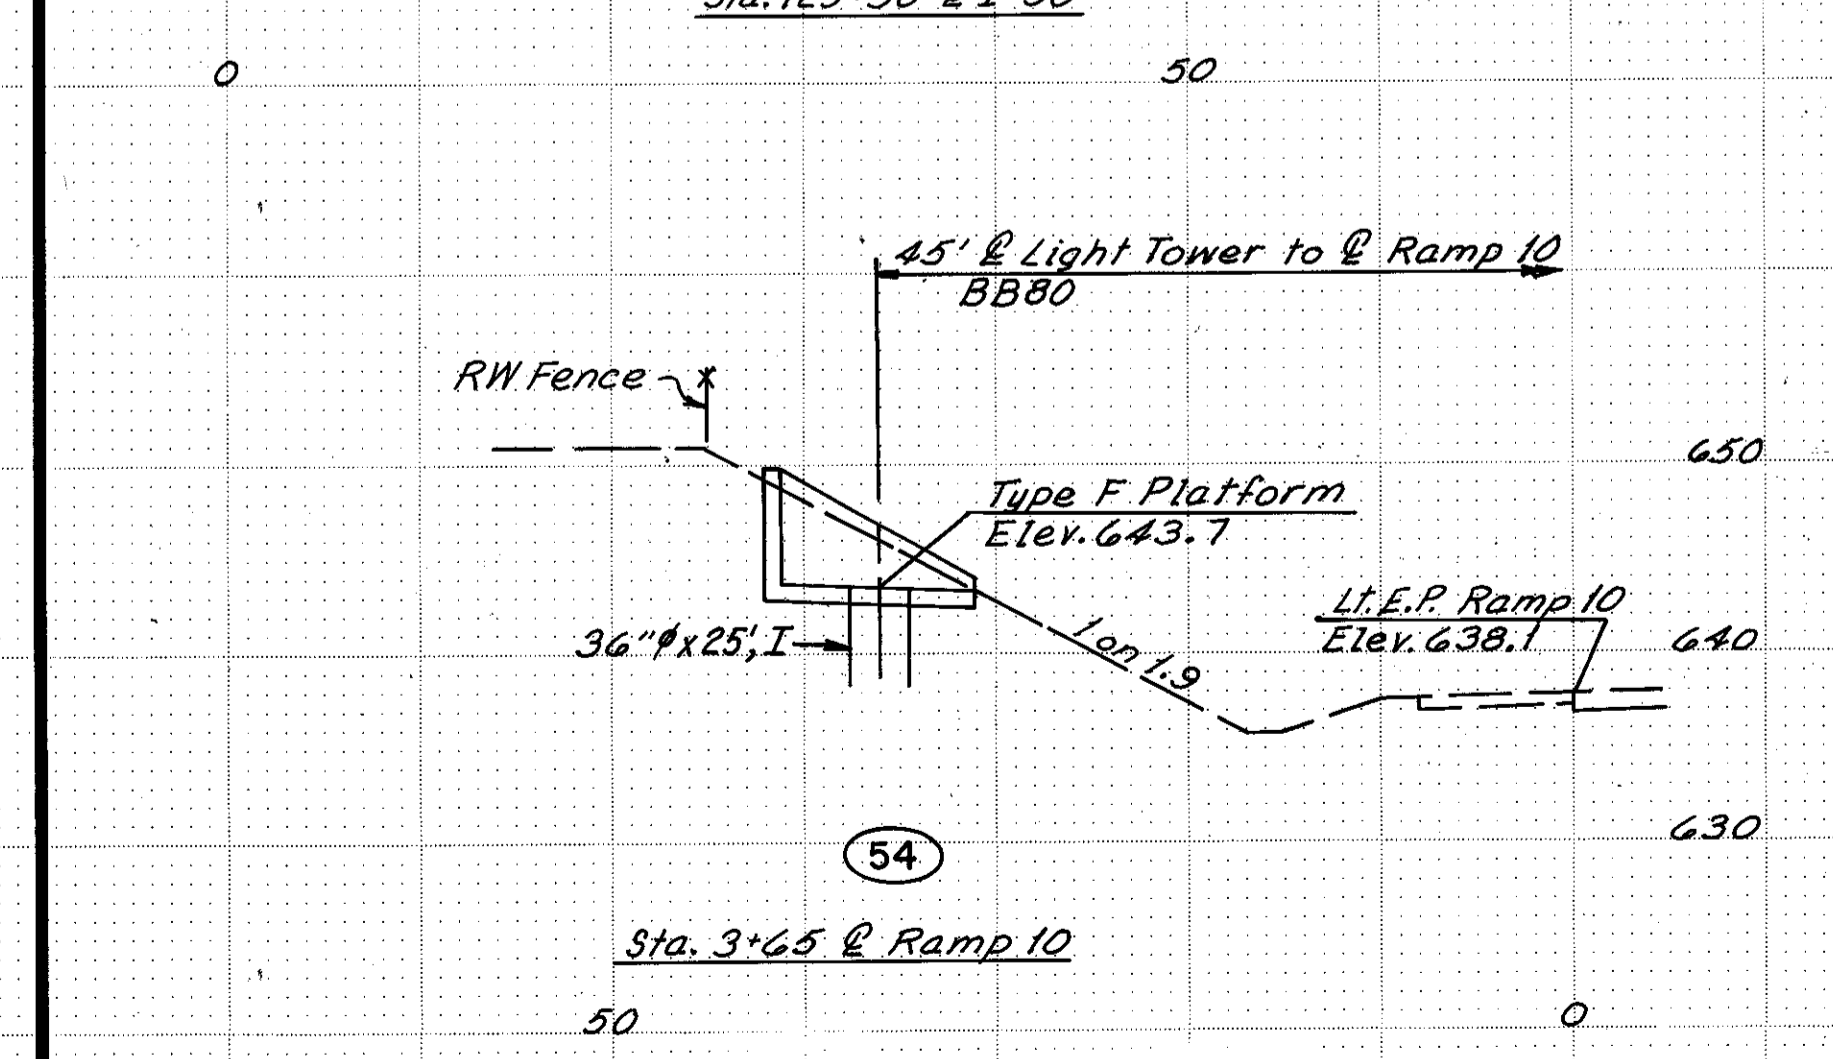 0
50
45' ℄ Light Tower to ℄ Ramp 10
BB80
RW Fence
650
Type F Platform
Elev. 643.7
Lt. E.P. Ramp 10
Elev. 638.1
36"φx25', I
640
1 on 1.9
630
54
Sta. 3+65 ℄ Ramp 10
50
0